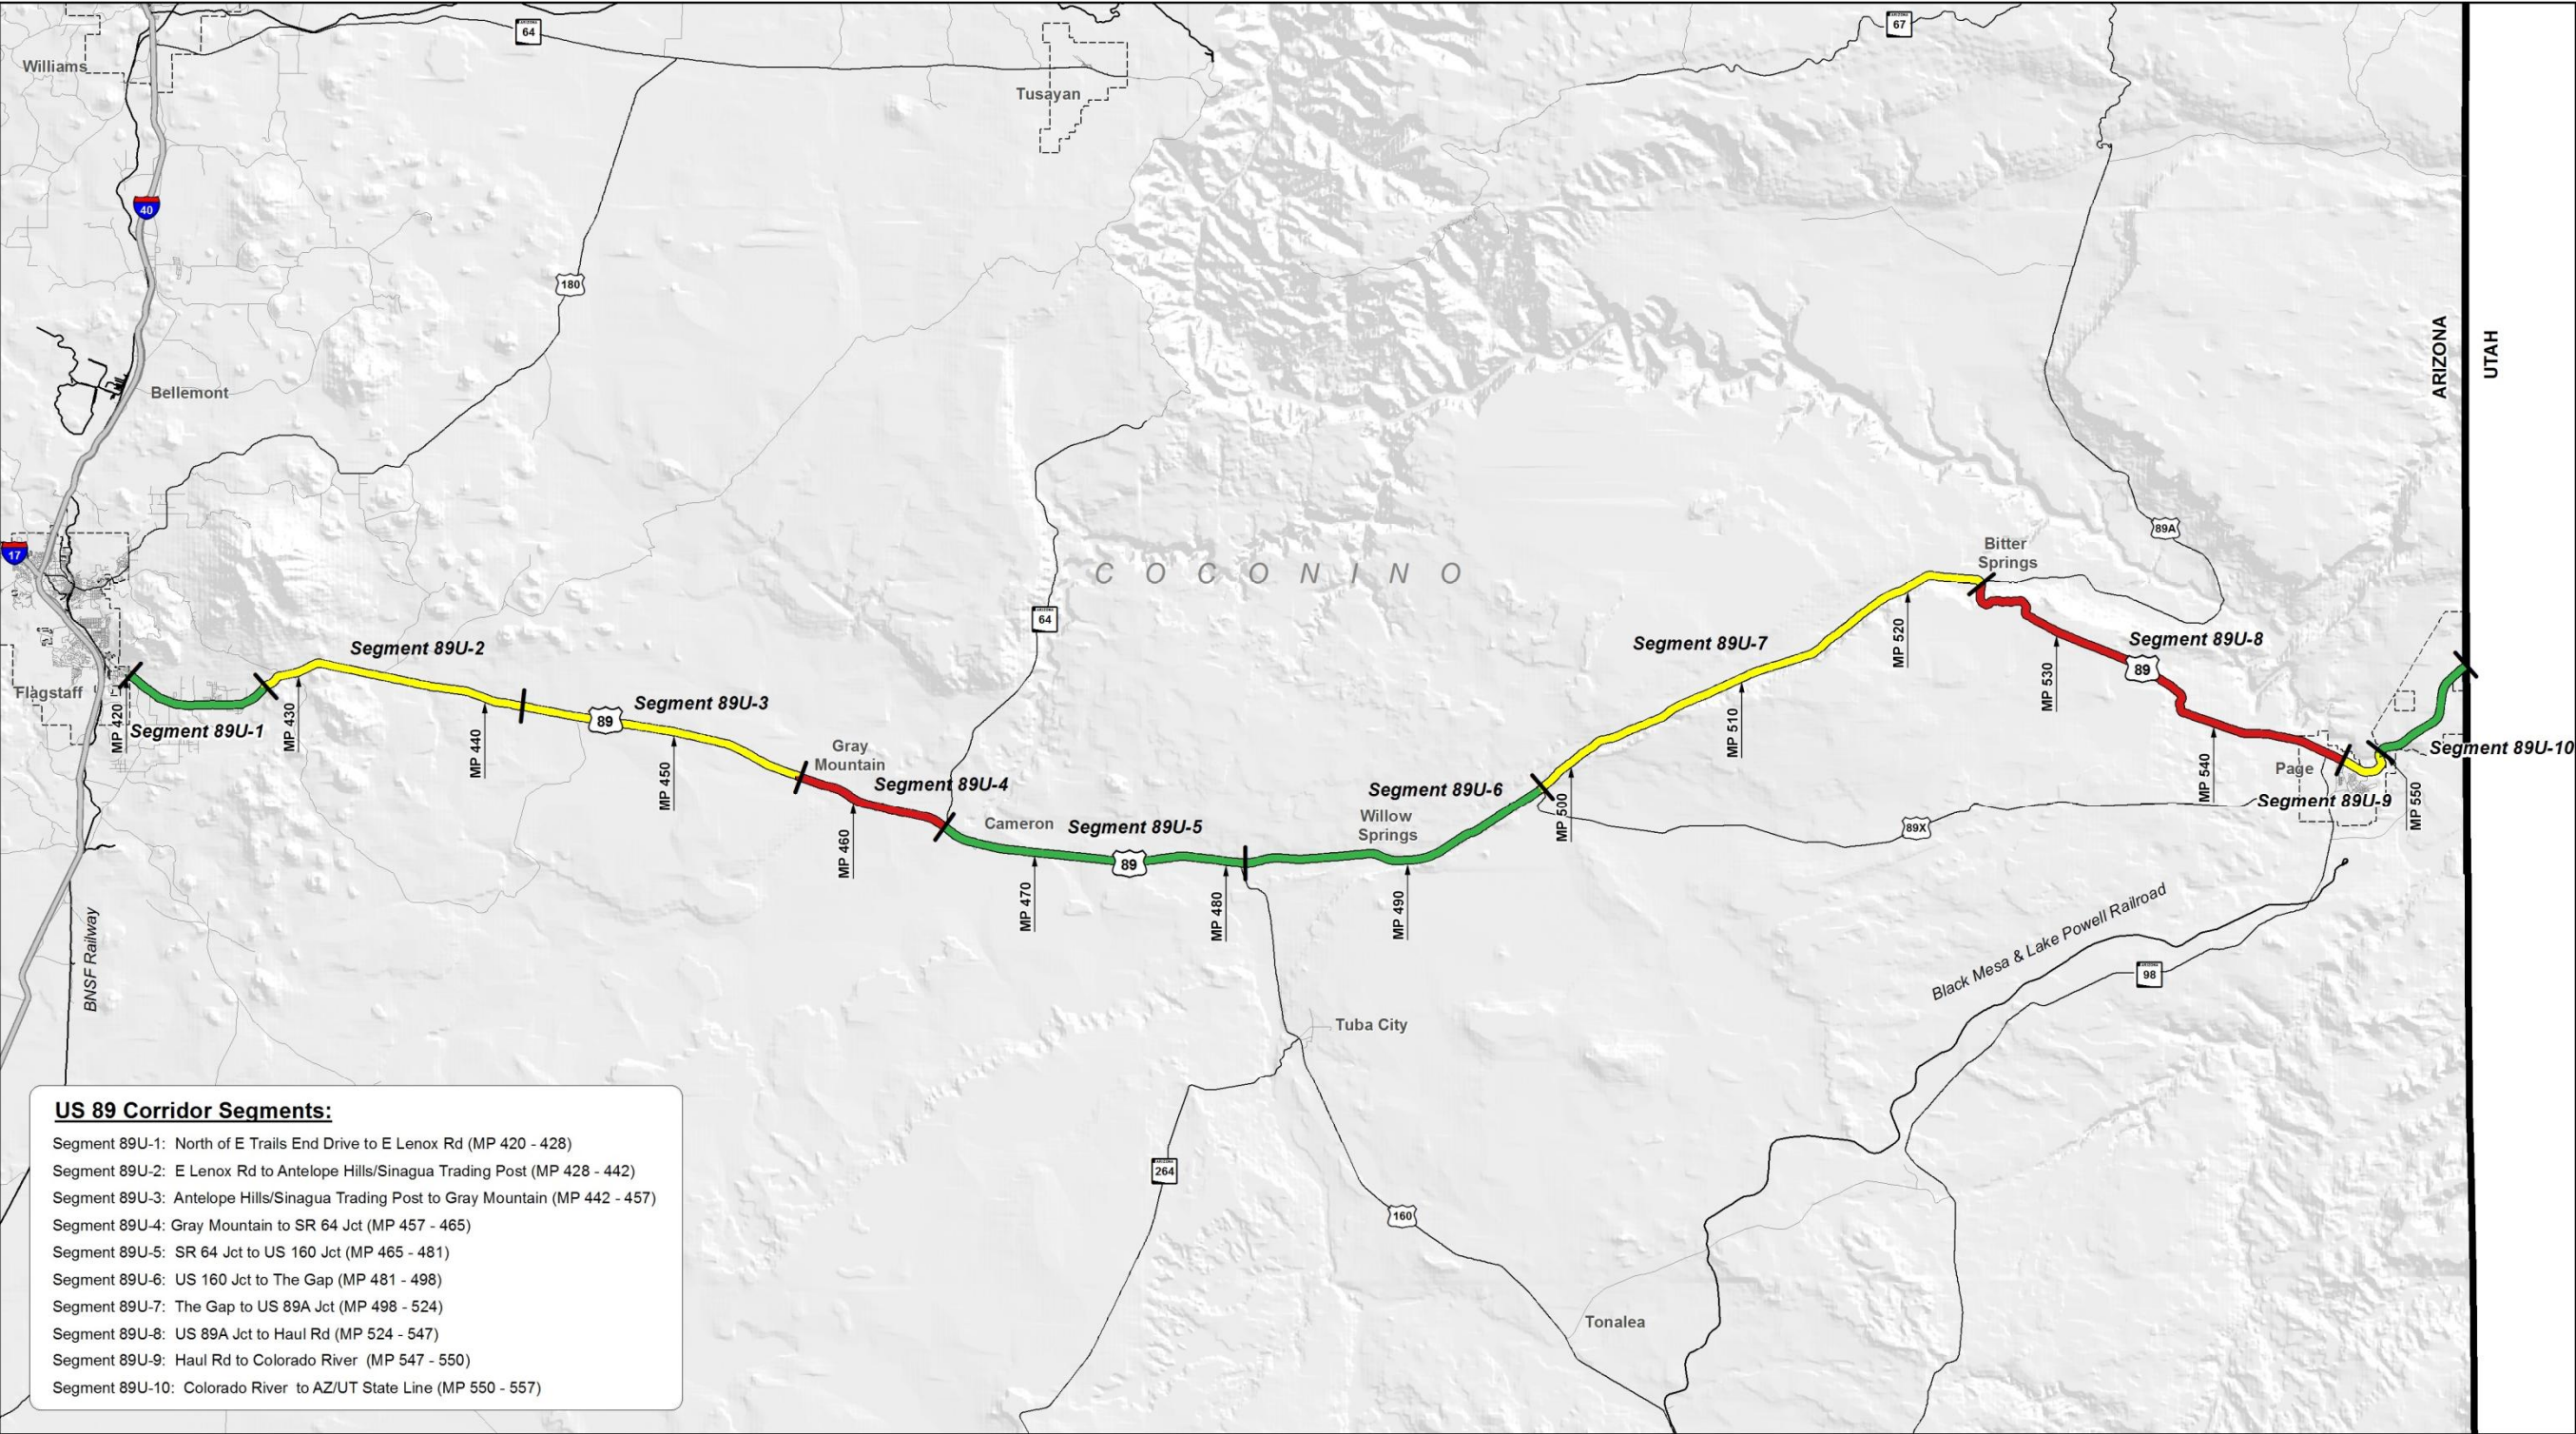 64
67
Williams
Tusayan
40
180
ARIZONA
UTAH
Bellemont
17
89A
Bitter
Springs
COCONINO
64
Segment 89U-2
Segment 89U-7
Segment 89U-8
MP 520
89
MP 530
Flagstaff
MP 420
Segment 89U-1
MP 430
MP 440
Segment 89U-3
89
MP 450
Gray
Mountain
Segment 89U-4
MP 460
Cameron
Segment 89U-5
89
MP 470
MP 480
Willow
Springs
Segment 89U-6
MP 490
MP 500
MP 510
89X
MP 540
Page
Segment 89U-9
Segment 89U-10
MP 550
BNSF Railway
Black Mesa & Lake Powell Railroad
98
Tuba City
264
160
Tonalea
US 89 Corridor Segments:
Segment 89U-1: North of E Trails End Drive to E Lenox Rd (MP 420 - 428)
Segment 89U-2: E Lenox Rd to Antelope Hills/Sinagua Trading Post (MP 428 - 442)
Segment 89U-3: Antelope Hills/Sinagua Trading Post to Gray Mountain (MP 442 - 457)
Segment 89U-4: Gray Mountain to SR 64 Jct (MP 457 - 465)
Segment 89U-5: SR 64 Jct to US 160 Jct (MP 465 - 481)
Segment 89U-6: US 160 Jct to The Gap (MP 481 - 498)
Segment 89U-7: The Gap to US 89A Jct (MP 498 - 524)
Segment 89U-8: US 89A Jct to Haul Rd (MP 524 - 547)
Segment 89U-9: Haul Rd to Colorado River (MP 547 - 550)
Segment 89U-10: Colorado River to AZ/UT State Line (MP 550 - 557)